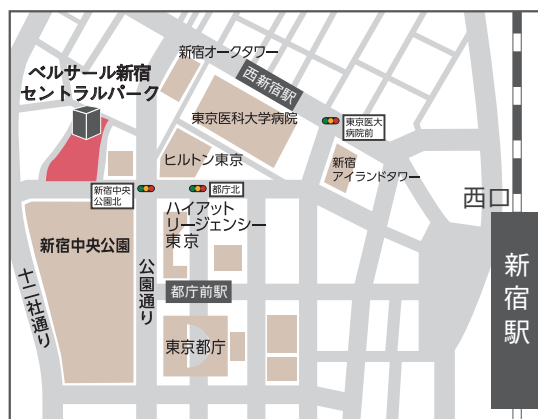 新宿オークタワー
ベルサール新宿
セントラルパーク
西新宿駅
東京医科大学病院
東京医大
病院前
ヒルトン東京
新宿
アイランドタワー
新宿中央
公園北
都庁北
西口
ハイアット
リージェンシー
東京
新宿中央公園
公園通り
十二社通り
都庁前駅
新宿駅
東京都庁